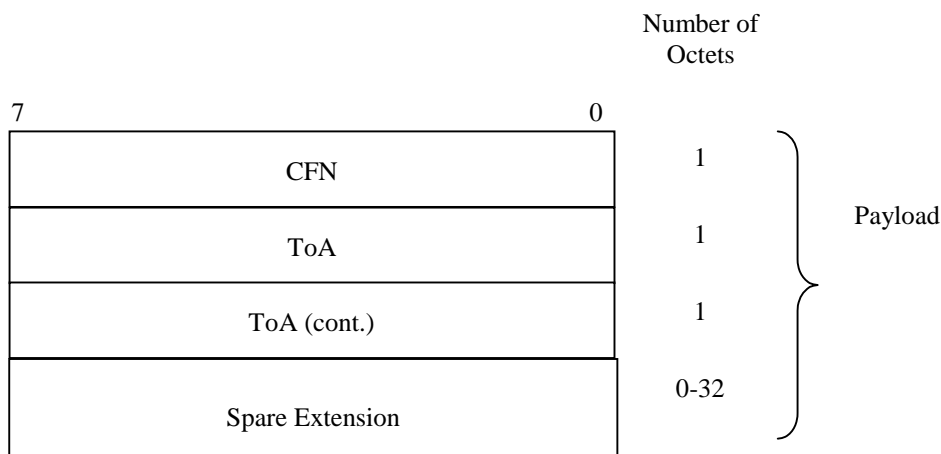 Number of
Octets
7 0
CFN 1
ToA 1
Payload
ToA (cont.) 1
Spare Extension 0-32